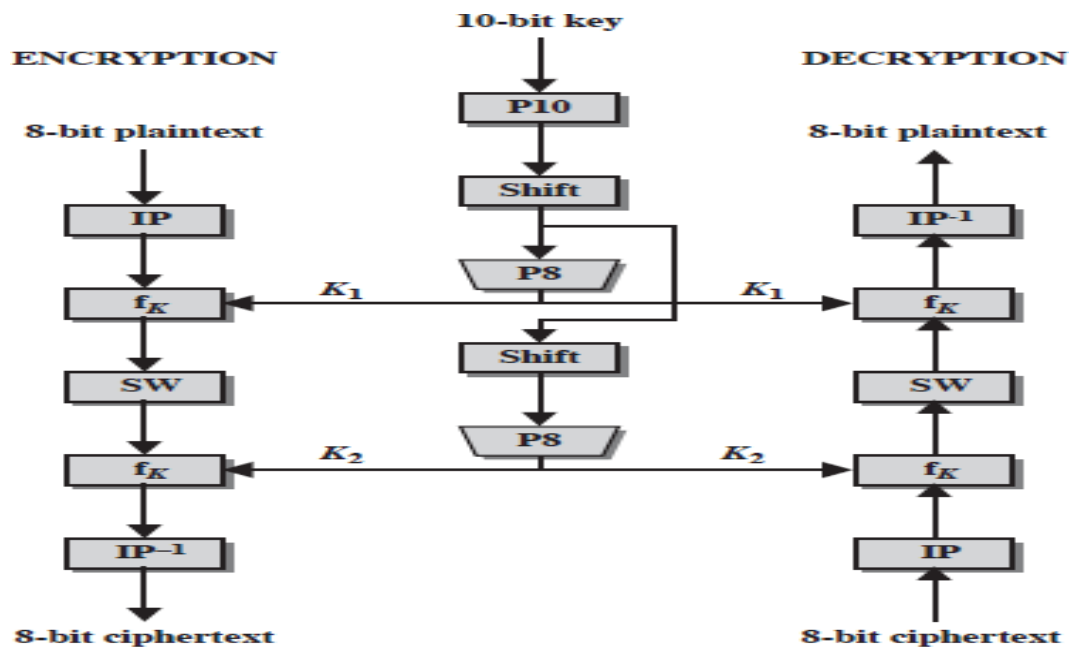 10-bit key
ENCRYPTION
DECRYPTION
P10
8-bit plaintext
8-bit plaintext
Shift
IP
IP-1
P8
K1
K1
fK
fK
Shift
SW
SW
P8
K2
K2
fK
fK
IP–1
IP
8-bit ciphertext
8-bit ciphertext